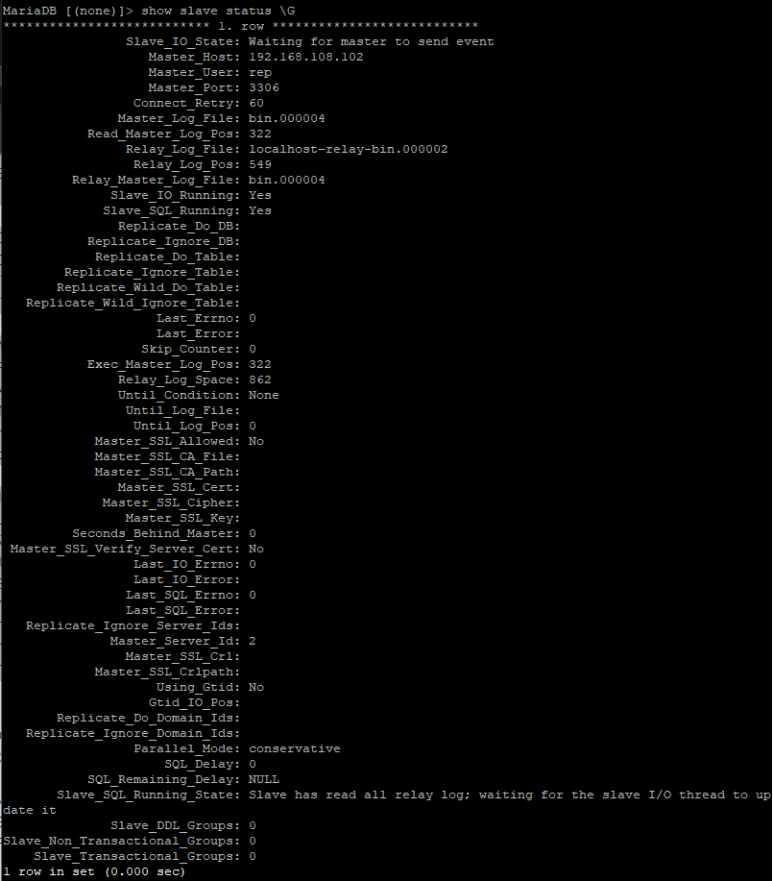 MariaDB [(none)]> show slave status \G
*************************** 1. row ***************************
Slave_IO_State: Waiting for master to send event
Master_Host: 192.168.108.102
Master_User: rep
Master_Port: 3306
Connect_Retry: 60
Master_Log_File: bin.000004
Read_Master_Log_Pos: 322
Relay_Log_File: localhost-relay-bin.000002
Relay_Log_Pos: 549
Relay_Master_Log_File: bin.000004
Slave_IO_Running: Yes
Slave_SQL_Running: Yes
Replicate_Do_DB:
Replicate_Ignore_DB:
Replicate_Do_Table:
Replicate_Ignore_Table:
Replicate_Wild_Do_Table:
Replicate_Wild_Ignore_Table:
Last_Errno: 0
Last_Error:
Skip_Counter: 0
Exec_Master_Log_Pos: 322
Relay_Log_Space: 862
Until_Condition: None
Until_Log_File:
Until_Log_Pos: 0
Master_SSL_Allowed: No
Master_SSL_CA_File:
Master_SSL_CA_Path:
Master_SSL_Cert:
Master_SSL_Cipher:
Master_SSL_Key:
Seconds_Behind_Master: 0
Master_SSL_Verify_Server_Cert: No
Last_IO_Errno: 0
Last_IO_Error:
Last_SQL_Errno: 0
Last_SQL_Error:
Replicate_Ignore_Server_Ids:
Master_Server_Id: 2
Master_SSL_Crl:
Master_SSL_Crlpath:
Using_Gtid: No
Gtid_IO_Pos:
Replicate_Do_Domain_Ids:
Replicate_Ignore_Domain_Ids:
Parallel_Mode: conservative
SQL_Delay: 0
SQL_Remaining_Delay: NULL
Slave_SQL_Running_State: Slave has read all relay log; waiting for the slave I/O thread to up
date it
Slave_DDL_Groups: 0
Slave_Non_Transactional_Groups: 0
Slave_Transactional_Groups: 0
1 row in set (0.000 sec)